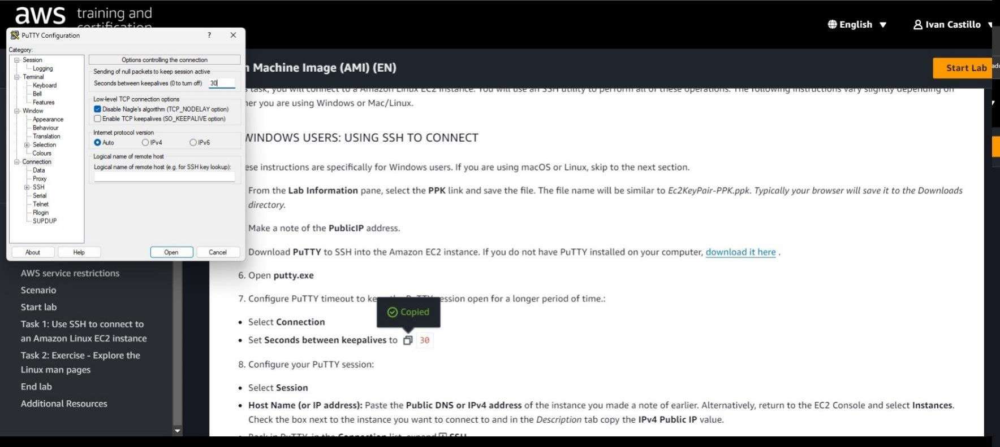 aws training and
certification
English
Ivan Castillo
PuTTY Configuration
?
Category:
Session
Logging
Terminal
Keyboard
Bell
Features
Window
Appearance
Behaviour
Translation
Selection
Colours
Connection
Data
Proxy
SSH
Serial
Telnet
Rlogin
SUPDUP
Options controlling the connection
Sending of null packets to keep session active
Seconds between keepalives (0 to turn off) 30
Low-level TCP connection options
Disable Nagle's algorithm (TCP_NODELAY option)
Enable TCP keepalives (SO_KEEPALIVE option)
Internet protocol version
Auto IPv4 IPv6
Logical name of remote host
Logical name of remote host (e.g. for SSH key lookup):
About Help Open Cancel
Machine Image (AMI) (EN)
Start Lab
task, you will connect to a Amazon Linux EC2 instance. You will use an SSH utility to perform all of these operations. The following instructions vary slightly depending on
her you are using Windows or Mac/Linux.
WINDOWS USERS: USING SSH TO CONNECT
ese instructions are specifically for Windows users. If you are using macOS or Linux, skip to the next section.
From the Lab Information pane, select the PPK link and save the file. The file name will be similar to Ec2KeyPair-PPK.ppk. Typically your browser will save it to the Downloads
directory.
Make a note of the PublicIP address.
Download PuTTY to SSH into the Amazon EC2 instance. If you do not have PuTTY installed on your computer, download it here .
6. Open putty.exe
7. Configure PuTTY timeout to ke PuTTY ession open for a longer period of time.:
Copied
• Select Connection
• Set Seconds between keepalives to 30
8. Configure your PuTTY session:
• Select Session
• Host Name (or IP address): Paste the Public DNS or IPv4 address of the instance you made a note of earlier. Alternatively, return to the EC2 Console and select Instances.
Check the box next to the instance you want to connect to and in the Description tab copy the IPv4 Public IP value.
• Back in PuTTY, in the Connection list, expand SSH
AWS service restrictions
Scenario
Start lab
Task 1: Use SSH to connect to
an Amazon Linux EC2 instance
Task 2: Exercise - Explore the
Linux man pages
End lab
Additional Resources